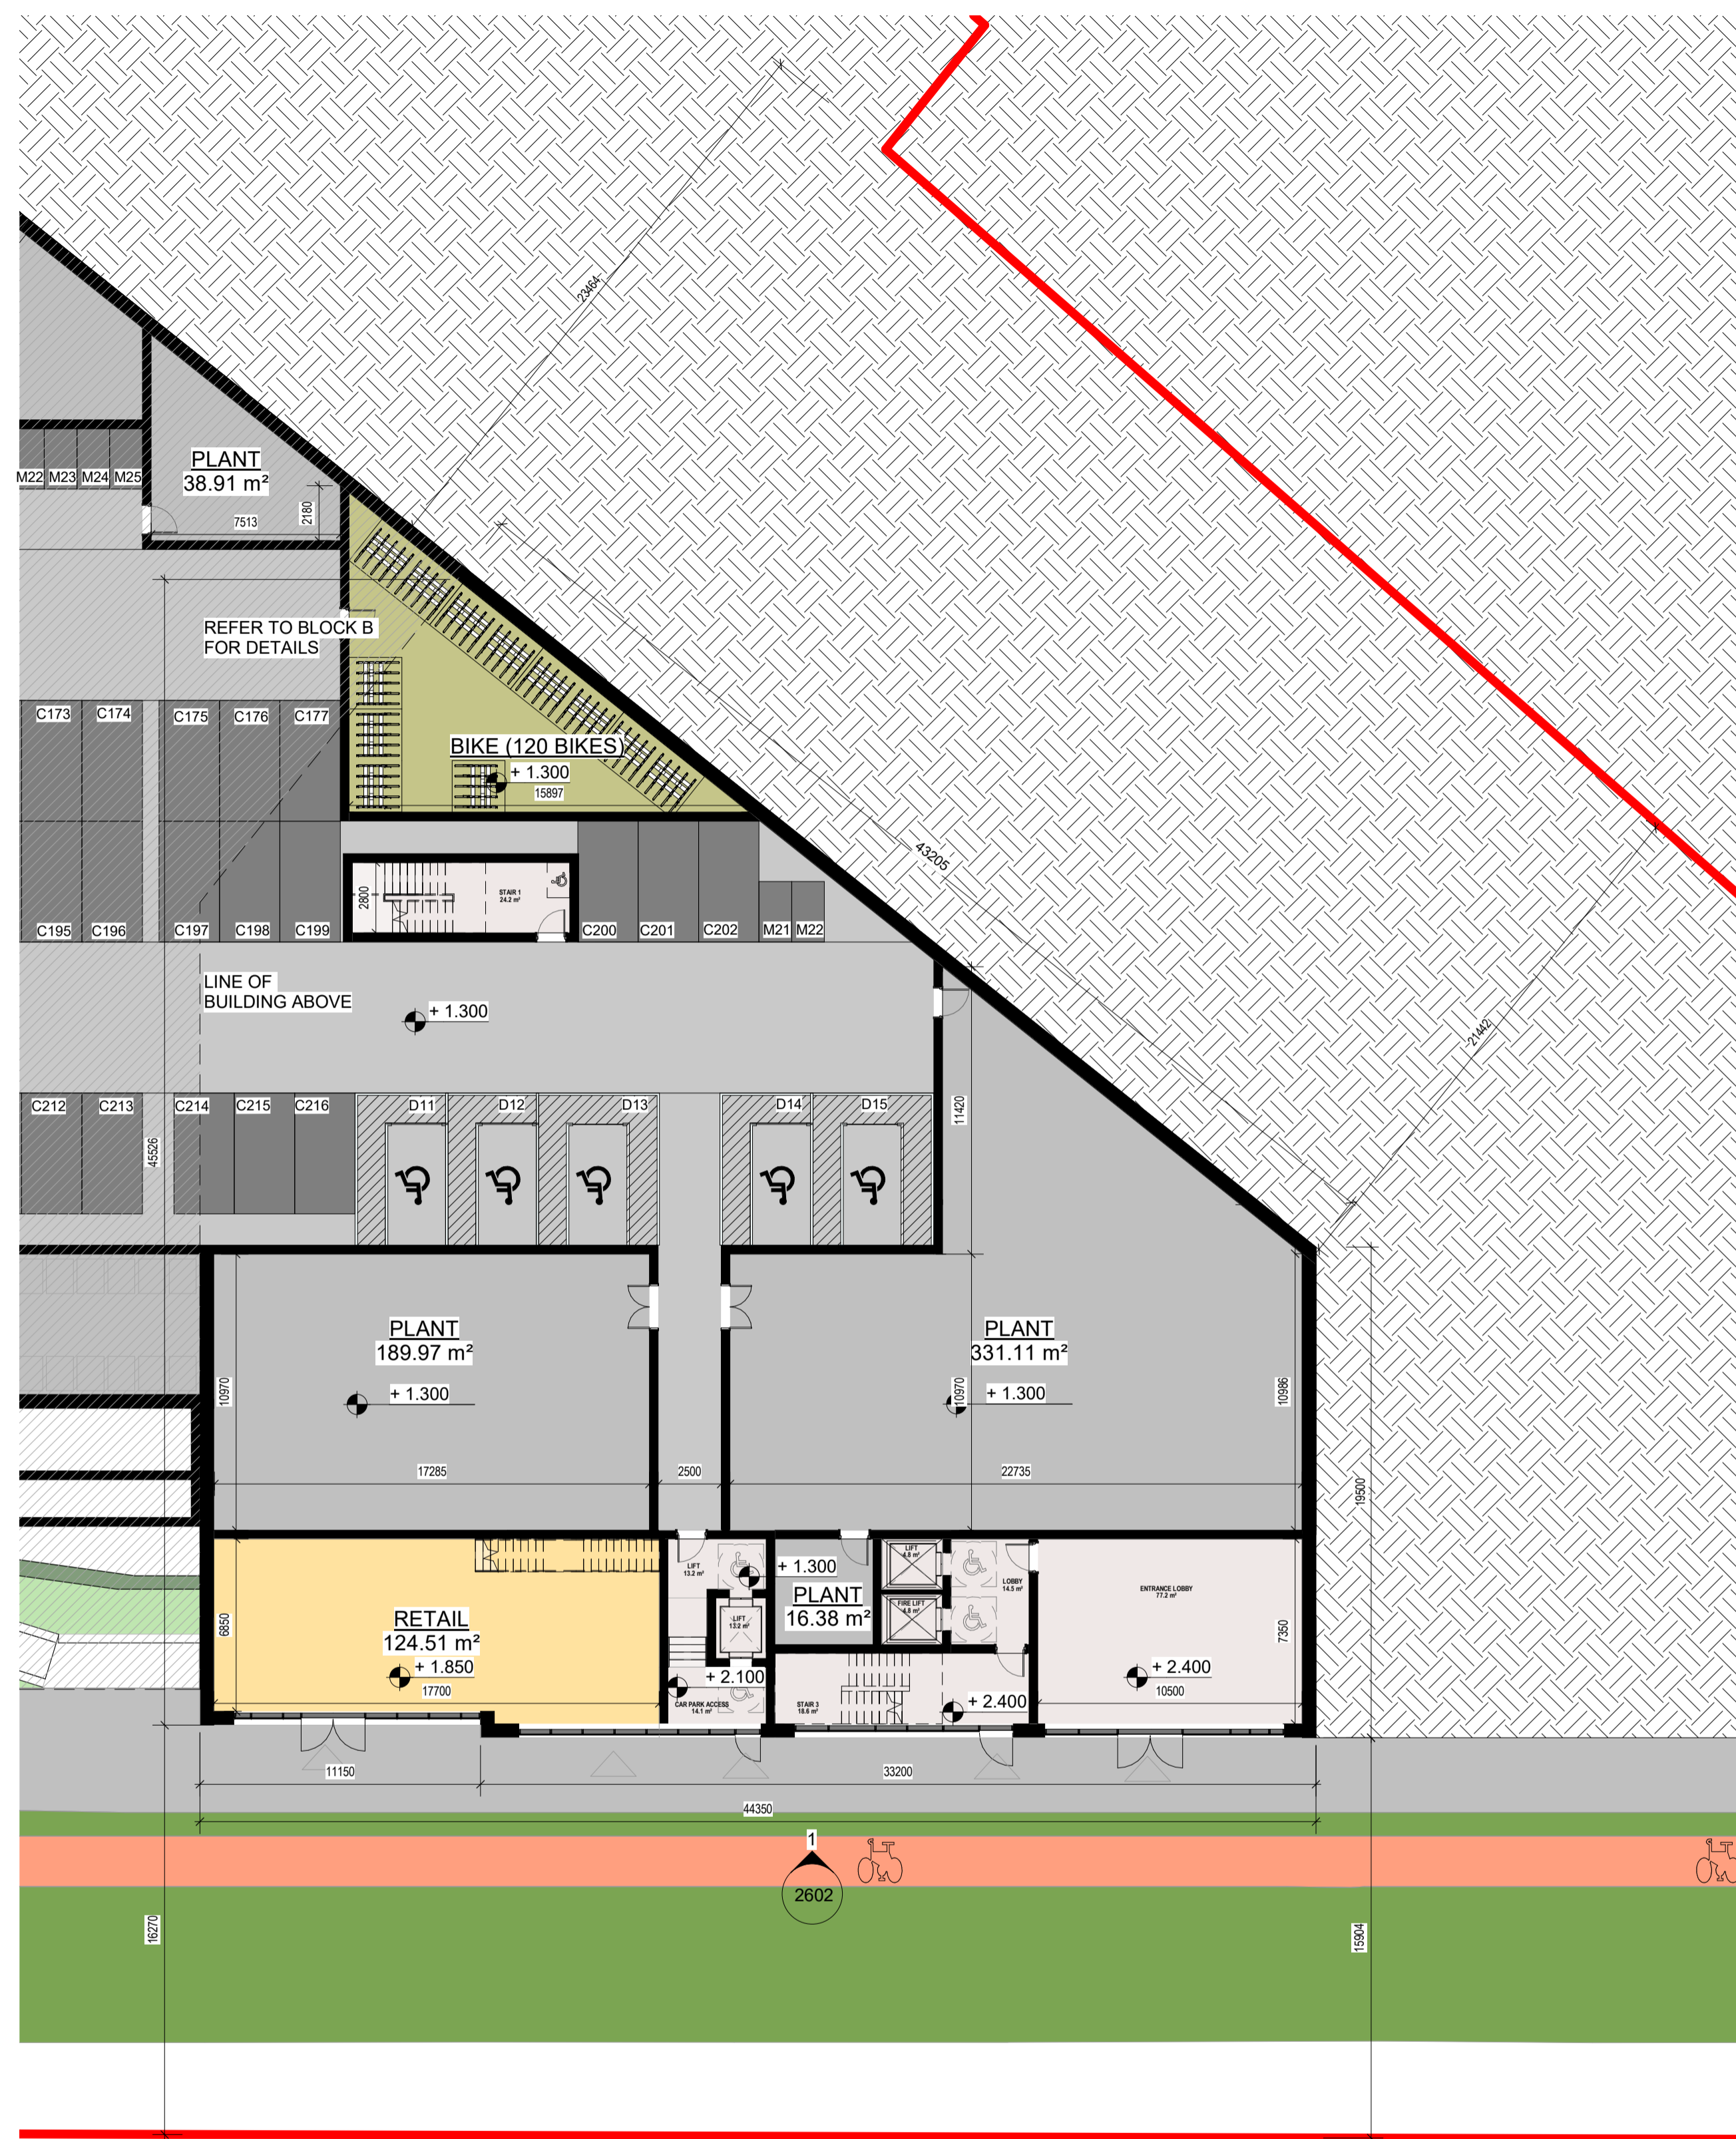 23464
PLANT
38.91 m²
M22 M23 M24 M25
7513
2180
REFER TO BLOCK B
FOR DETAILS
C173 C174 C175 C176 C177
BIKE (120 BIKES)
+ 1.300
15897
43205
2800
STAIR 1
24.2 m²
C195 C196 C197 C198 C199 C200 C201 C202 M21 M22
LINE OF
BUILDING ABOVE
+ 1.300
21442
C212 C213 C214 C215 C216 D11 D12 D13 D14 D15
11420
45526
PLANT
189.97 m²
+ 1.300
PLANT
331.11 m²
+ 1.300
10970
10970
10986
17285
2500
22735
19500
LIFT
13.2 m²
+ 1.300
LIFT
4.8 m²
LOBBY
14.5 m²
ENTRANCE LOBBY
77.2 m²
PLANT
16.38 m²
FIRE LIFT
4.8 m²
RETAIL
124.51 m²
6850
LIFT
13.2 m²
7350
+ 1.850
17700
+ 2.100
CAR PARK ACCESS
14.1 m²
STAIR 3
18.6 m²
+ 2.400
+ 2.400
10500
11150
33200
44350
1
2602
16270
15904